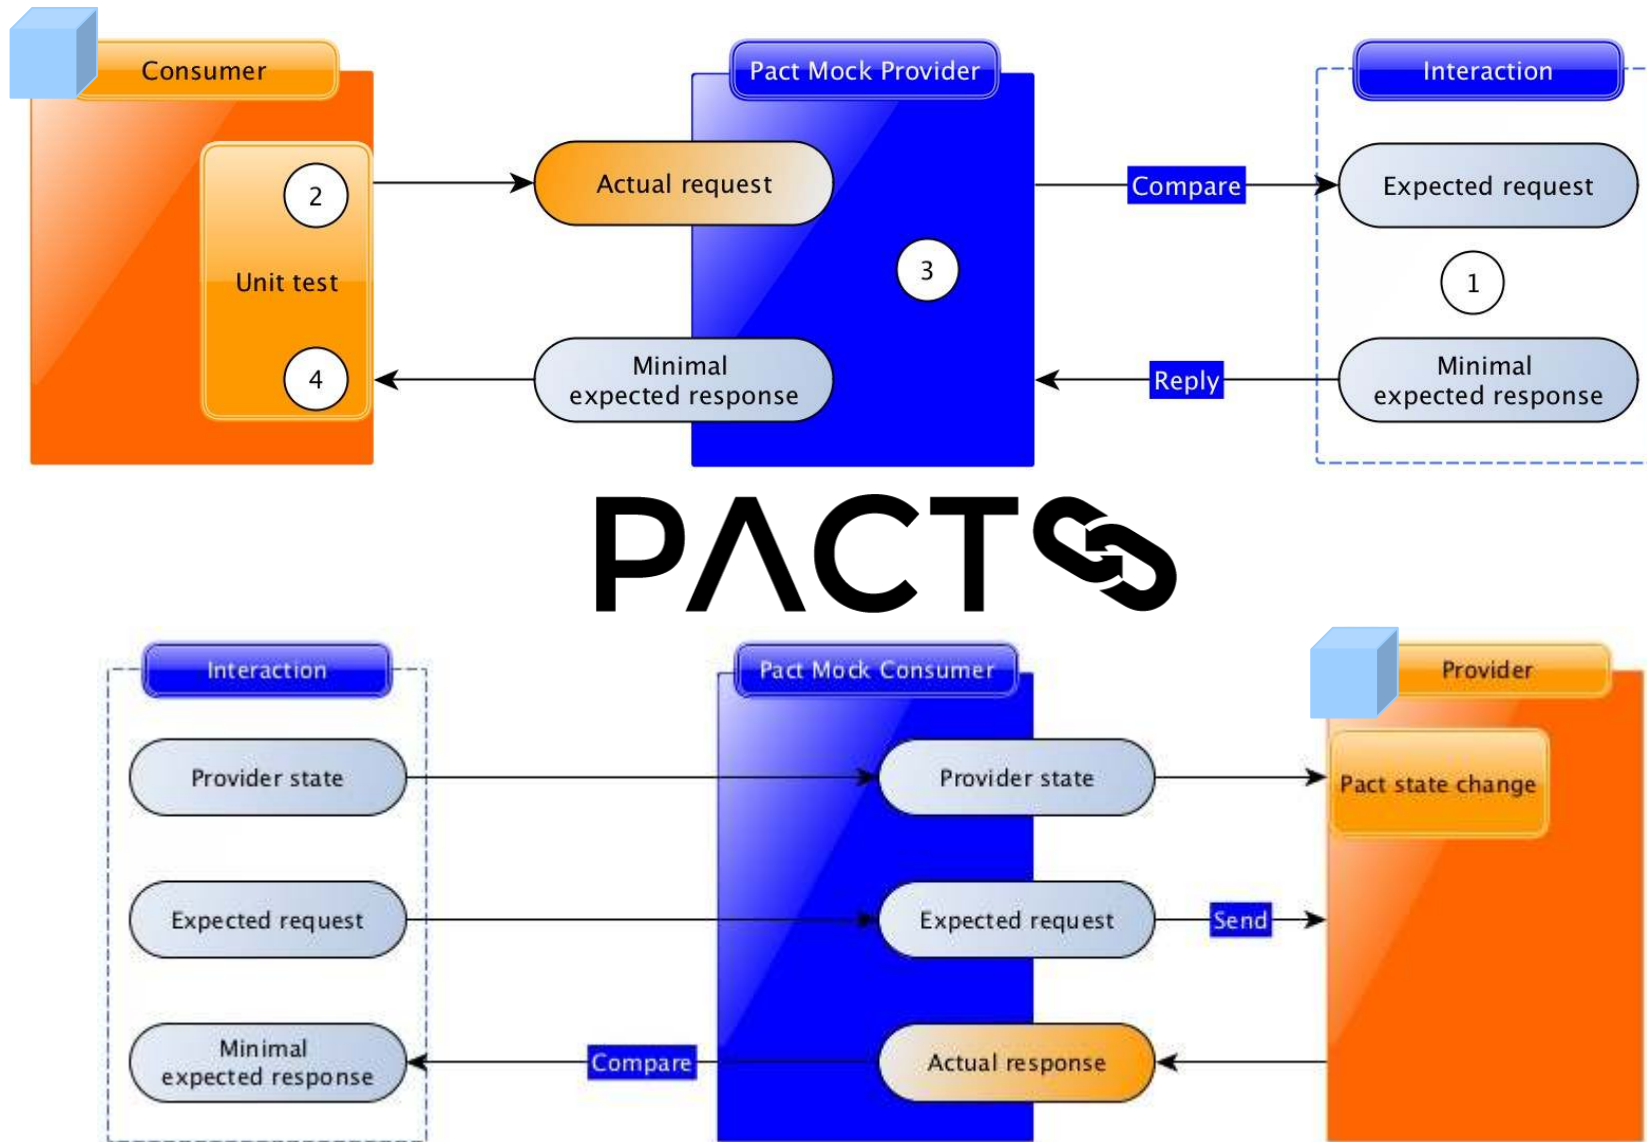 Consumer
Pact Mock Provider
Interaction
2
Actual request
Compare
Expected request
Unit test
3
1
4
Minimal
expected response
Reply
Minimal
expected response
PACT
Interaction
Pact Mock Consumer
Provider
Provider state
Provider state
Pact state change
Expected request
Expected request
Send
Minimal
expected response
Compare
Actual response